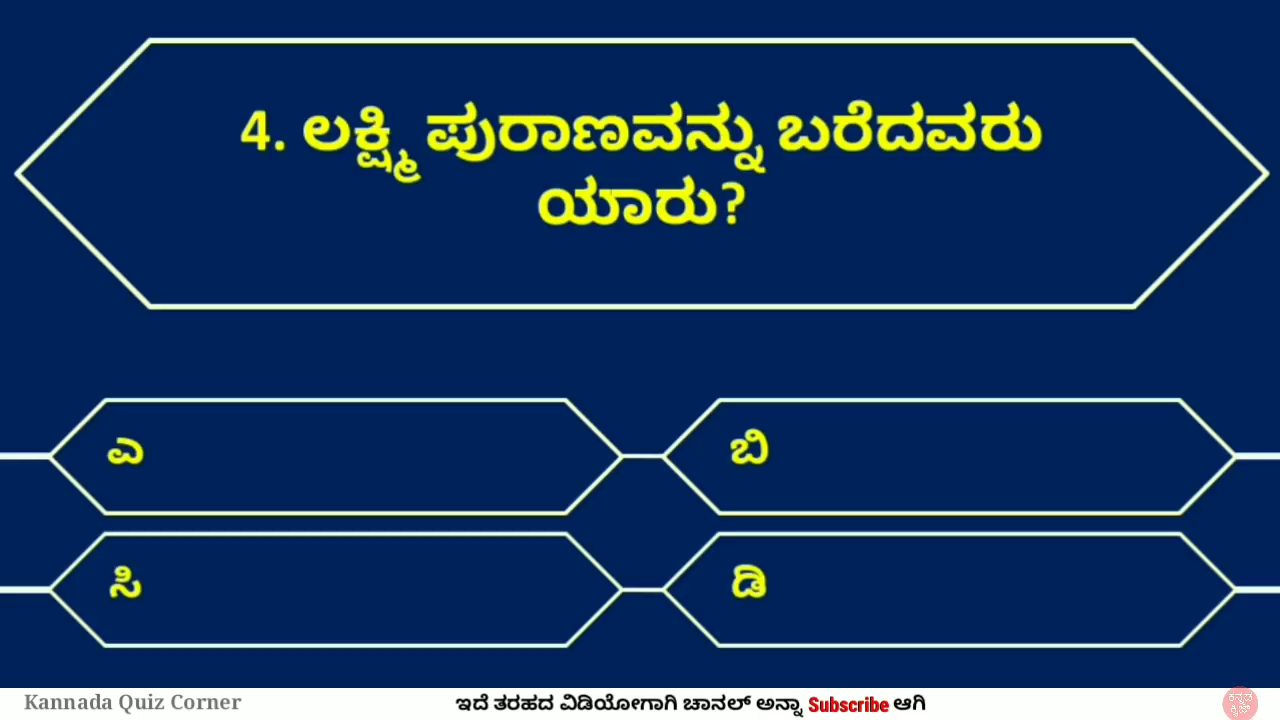 4. ಲಕ್ಷ್ಮಿ ಪುರಾಣವನ್ನು ಬರೆದವರು
ಯಾರು?
ಎ
ಬಿ
ಸಿ
ಡಿ
Kannada Quiz Corner
ಇದೆ ತರಹದ ವಿಡಿಯೋಗಾಗಿ ಚಾನಲ್ ಅನ್ನಾ Subscribe ಆಗಿ